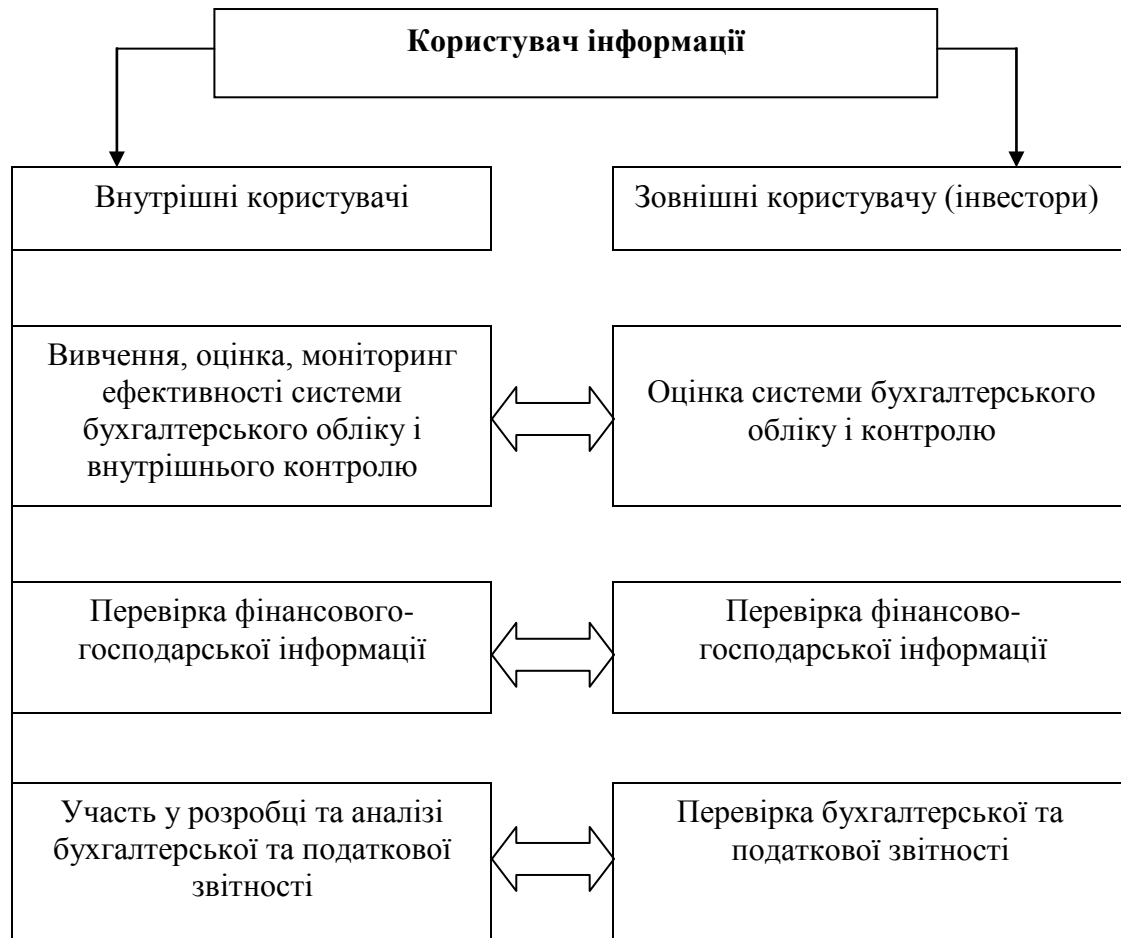 Користувач інформації
Внутрішні користувачі
Зовнішні користувачу (інвестори)
Вивчення, оцінка, моніторинг
ефективності системи
бухгалтерського обліку і
внутрішнього контролю
Оцінка системи бухгалтерського
обліку і контролю
Перевірка фінансового-
господарської інформації
Перевірка фінансово-
господарської інформації
Участь у розробці та аналізі
бухгалтерської та податкової
звітності
Перевірка бухгалтерської та
податкової звітності